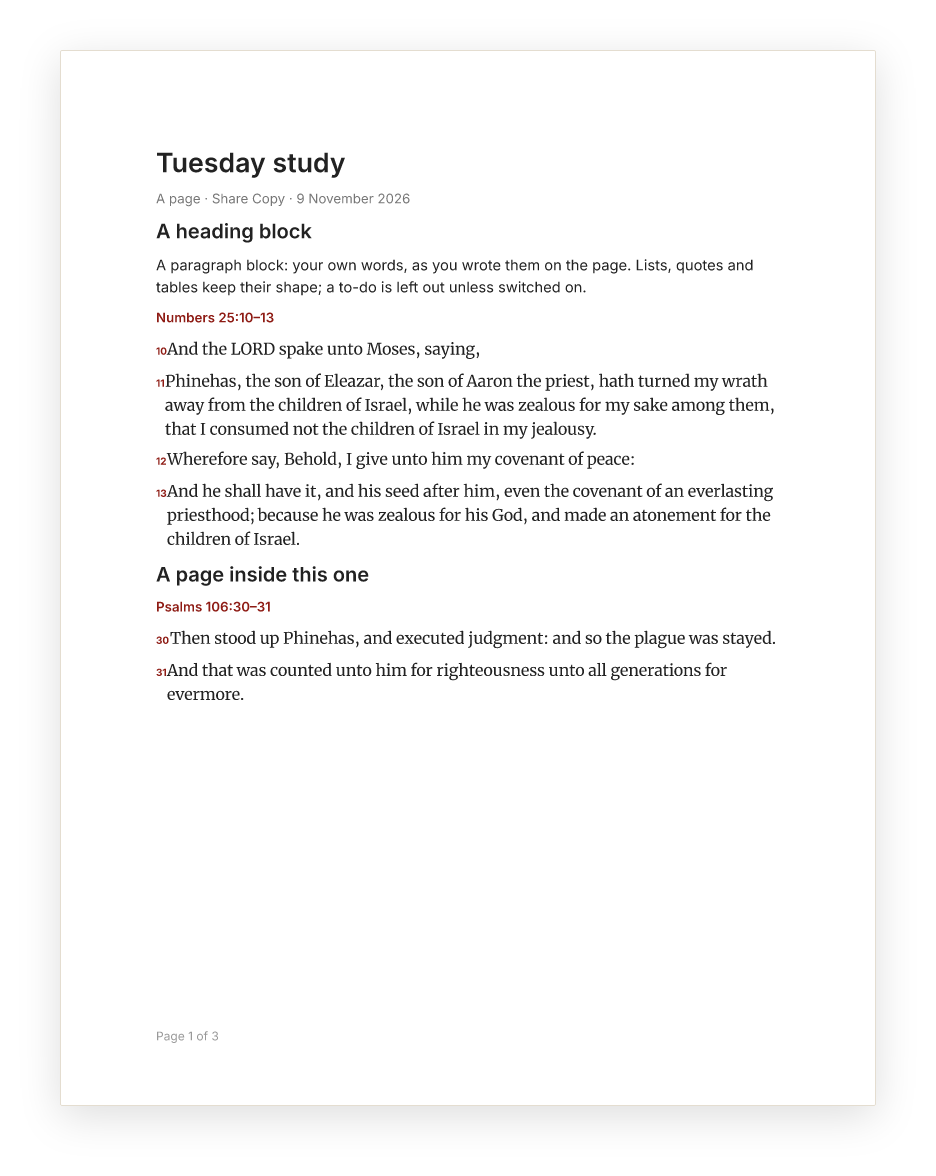 Tuesday study
A page · Share Copy · 9 November 2026
A heading block
A paragraph block: your own words, as you wrote them on the page. Lists, quotes and
tables keep their shape; a to-do is left out unless switched on.
Numbers 25:10–13
10And the LORD spake unto Moses, saying,
11Phinehas, the son of Eleazar, the son of Aaron the priest, hath turned my wrath
away from the children of Israel, while he was zealous for my sake among them,
that I consumed not the children of Israel in my jealousy.
12Wherefore say, Behold, I give unto him my covenant of peace:
13And he shall have it, and his seed after him, even the covenant of an everlasting
priesthood; because he was zealous for his God, and made an atonement for the
children of Israel.
A page inside this one
Psalms 106:30–31
30Then stood up Phinehas, and executed judgment: and so the plague was stayed.
31And that was counted unto him for righteousness unto all generations for
evermore.
Page 1 of 3